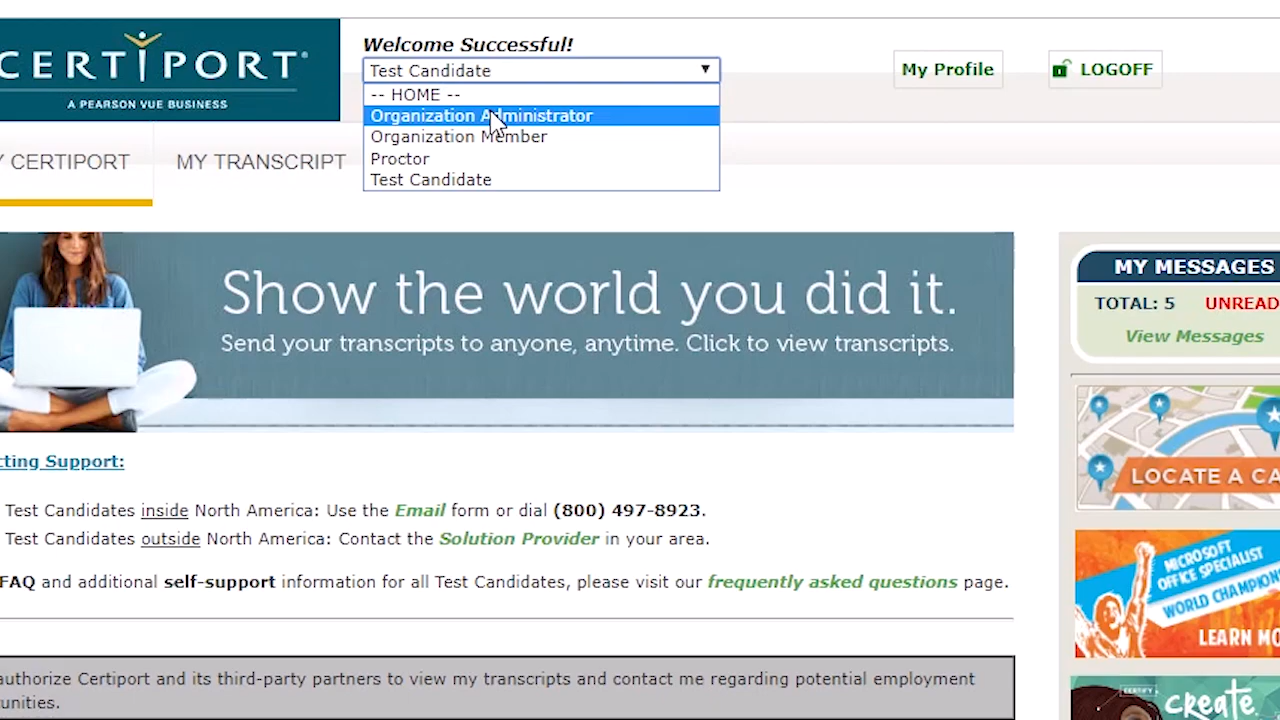 CERTIPORT®
A PEARSON VUE BUSINESS
Welcome Successful!
Test Candidate
-- HOME --
Organization Administrator
Organization Member
Proctor
Test Candidate
My Profile
LOGOFF
CERTIPORT
MY TRANSCRIPT
Show the world you did it.
Send your transcripts to anyone, anytime. Click to view transcripts.
MY MESSAGES
TOTAL: 5 UNREAD
View Messages
LOCATE A CA
cting Support:
Test Candidates inside North America: Use the Email form or dial (800) 497-8923.
Test Candidates outside North America: Contact the Solution Provider in your area.
FAQ and additional self-support information for all Test Candidates, please visit our frequently asked questions page.
MICROSOFT
OFFICE SPECIALIST
WORLD CHAMPION
LEARN MO
authorize Certiport and its third-party partners to view my transcripts and contact me regarding potential employment
unities.
CERTIFY
create.